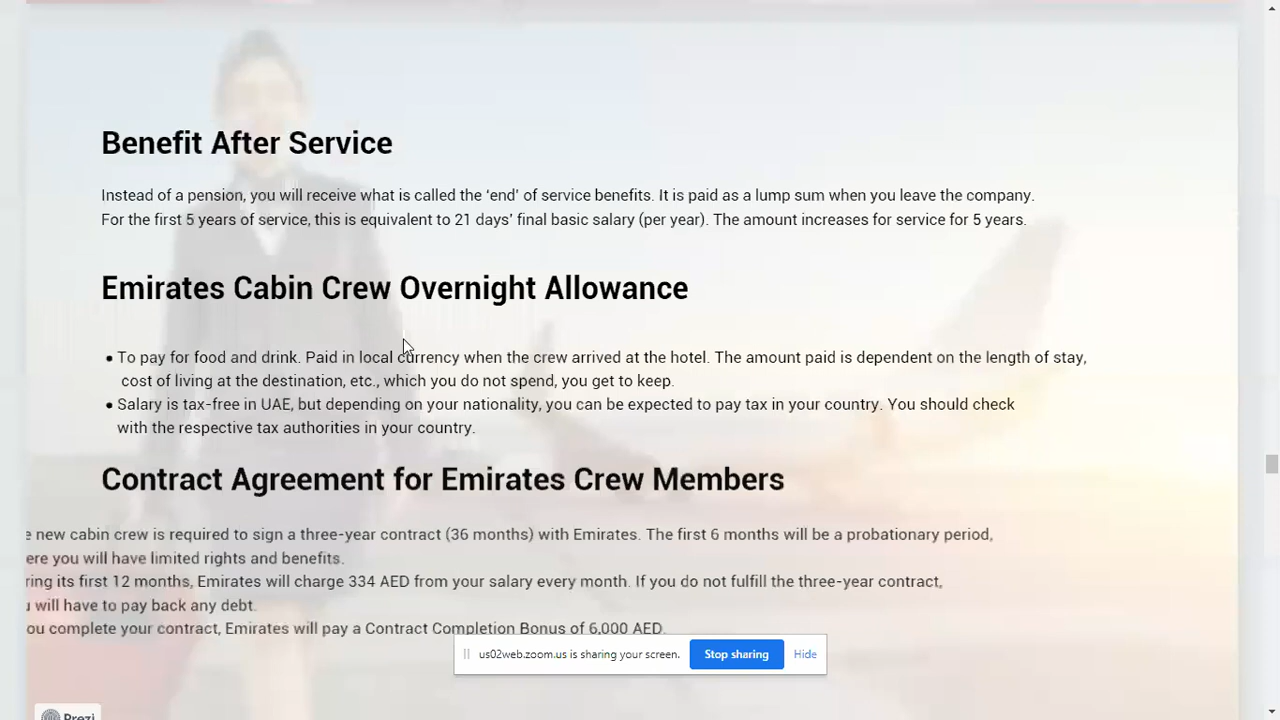 Benefit After Service
Instead of a pension, you will receive what is called the ‘end’ of service benefits. It is paid as a lump sum when you leave the company.
For the first 5 years of service, this is equivalent to 21 days’ final basic salary (per year). The amount increases for service for 5 years.
Emirates Cabin Crew Overnight Allowance
• To pay for food and drink. Paid in local currency when the crew arrived at the hotel. The amount paid is dependent on the length of stay,
cost of living at the destination, etc., which you do not spend, you get to keep.
• Salary is tax-free in UAE, but depending on your nationality, you can be expected to pay tax in your country. You should check
with the respective tax authorities in your country.
Contract Agreement for Emirates Crew Members
new cabin crew is required to sign a three-year contract (36 months) with Emirates. The first 6 months will be a probationary period,
ere you will have limited rights and benefits.
ring its first 12 months, Emirates will charge 334 AED from your salary every month. If you do not fulfill the three-year contract,
will have to pay back any debt.
ou complete your contract, Emirates will pay a Contract Completion Bonus of 6,000 AED.
us02web.zoom.us is sharing your screen. Stop sharing Hide
Prezi